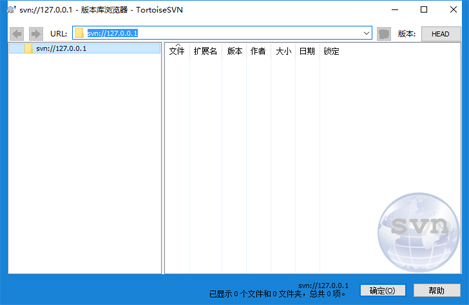 svn://127.0.0.1 - 版本库浏览器 - TortoiseSVN
URL: svn://127.0.0.1 版本: HEAD
svn://127.0.0.1
文件 扩展名 版本 作者 大小 日期 锁定
svn
svn://127.0.0.1
已显示 0 个文件和 0 文件夹，总共 0 项。
确定(O) 帮助